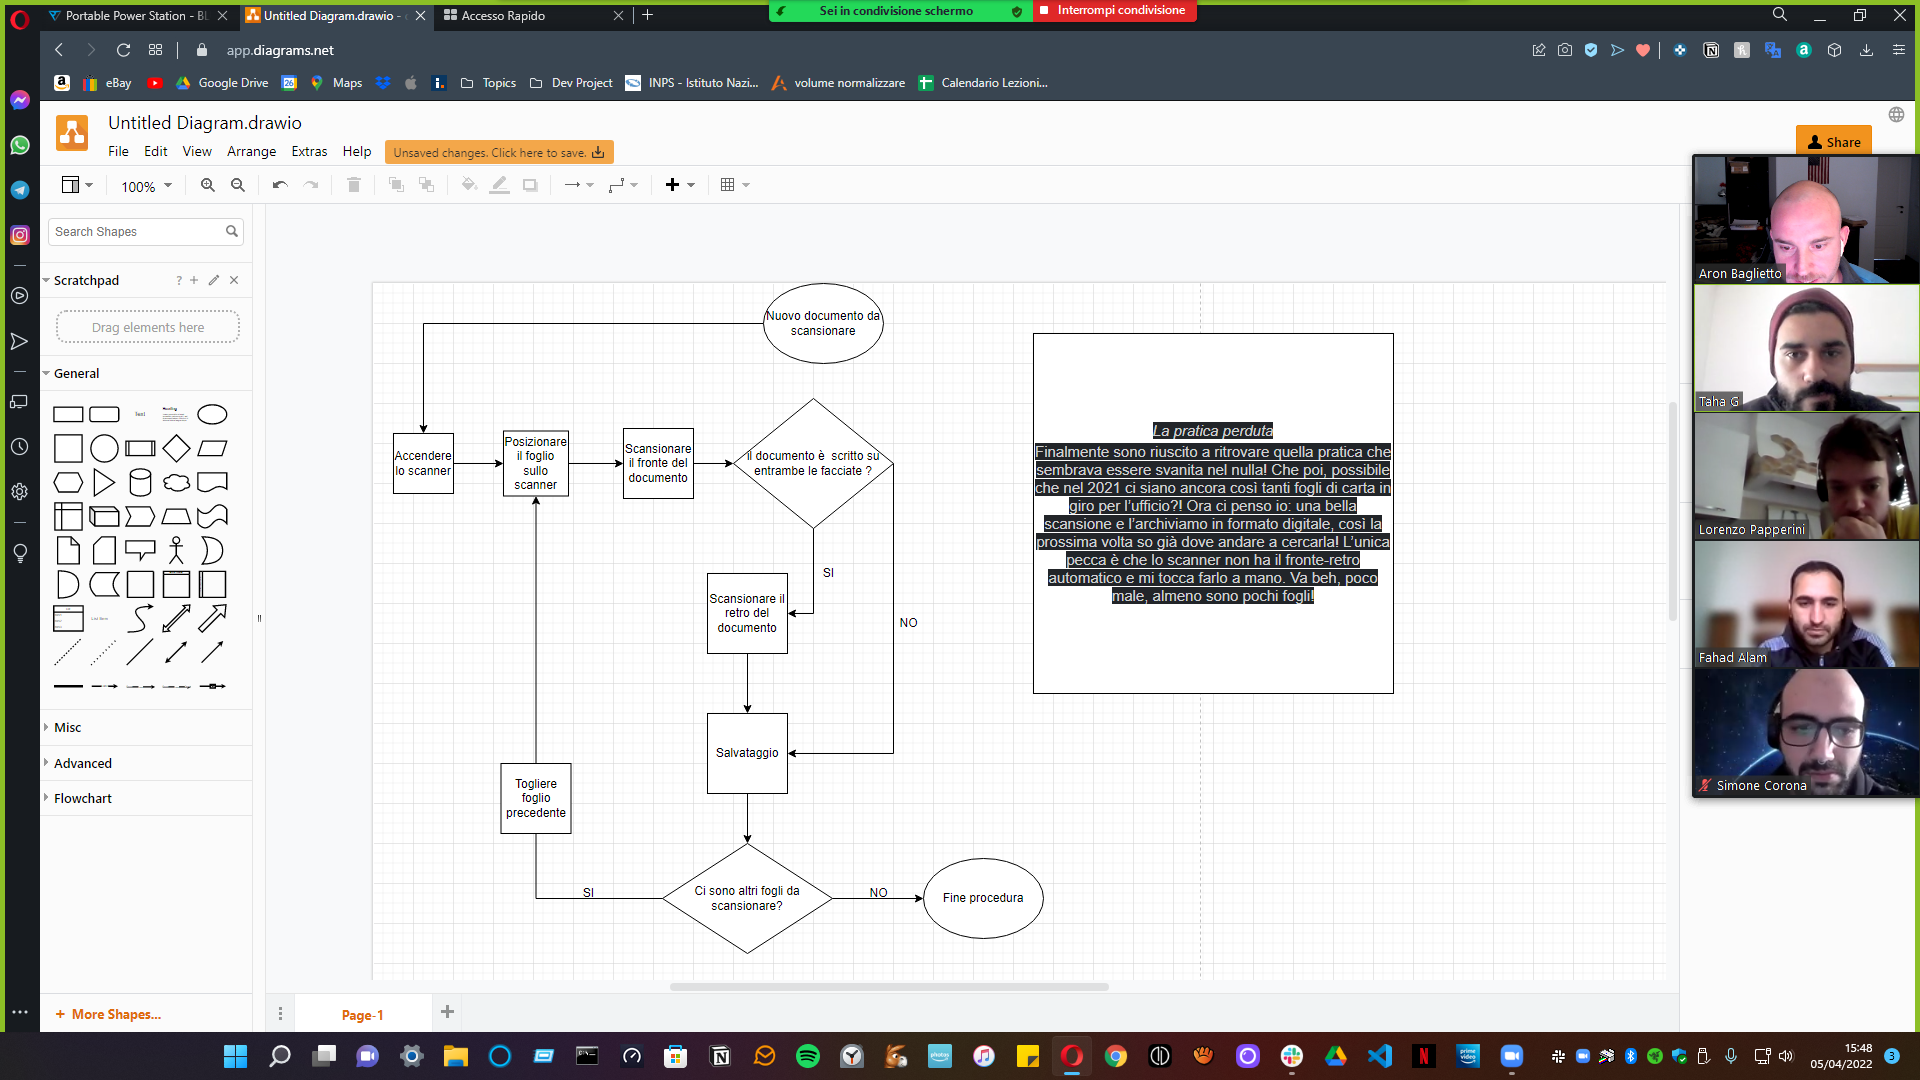 Sei in condivisione schermo
Interrompi condivisione
Portable Power Station - BL
Untitled Diagram.drawio -
Accesso Rapido
app.diagrams.net
eBay
Google Drive
26
Maps
Topics
Dev Project
INPS - Istituto Nazi...
volume normalizzare
Calendario Lezioni...
Untitled Diagram.drawio
File
Edit
View
Arrange
Extras
Help
Unsaved changes. Click here to save.
Share
100%
Search Shapes
Scratchpad
Drag elements here
General
Text
Heading
Misc
Advanced
Flowchart
More Shapes...
Page-1
Nuovo documento da
scansionare
Accendere
lo scanner
Posizionare
il foglio
sullo
scanner
Scansionare
il fronte del
documento
il documento è scritto su
entrambe le facciate ?
SI
NO
Scansionare il
retro del
documento
Salvataggio
Togliere
foglio
precedente
Ci sono altri fogli da
scansionare?
SI
NO
Fine procedura
La pratica perduta
Finalmente sono riuscito a ritrovare quella pratica che
sembrava essere svanita nel nulla! Che poi, possibile
che nel 2021 ci siano ancora così tanti fogli di carta in
giro per l’ufficio?! Ora ci penso io: una bella
scansione e l’archiviamo in formato digitale, così la
prossima volta so già dove andare a cercarla! L’unica
pecca è che lo scanner non ha il fronte-retro
automatico e mi tocca farlo a mano. Va beh, poco
male, almeno sono pochi fogli!
Aron Baglietto
Taha G
Lorenzo Papperini
Fahad Alam
Simone Corona
15:48
05/04/2022
3